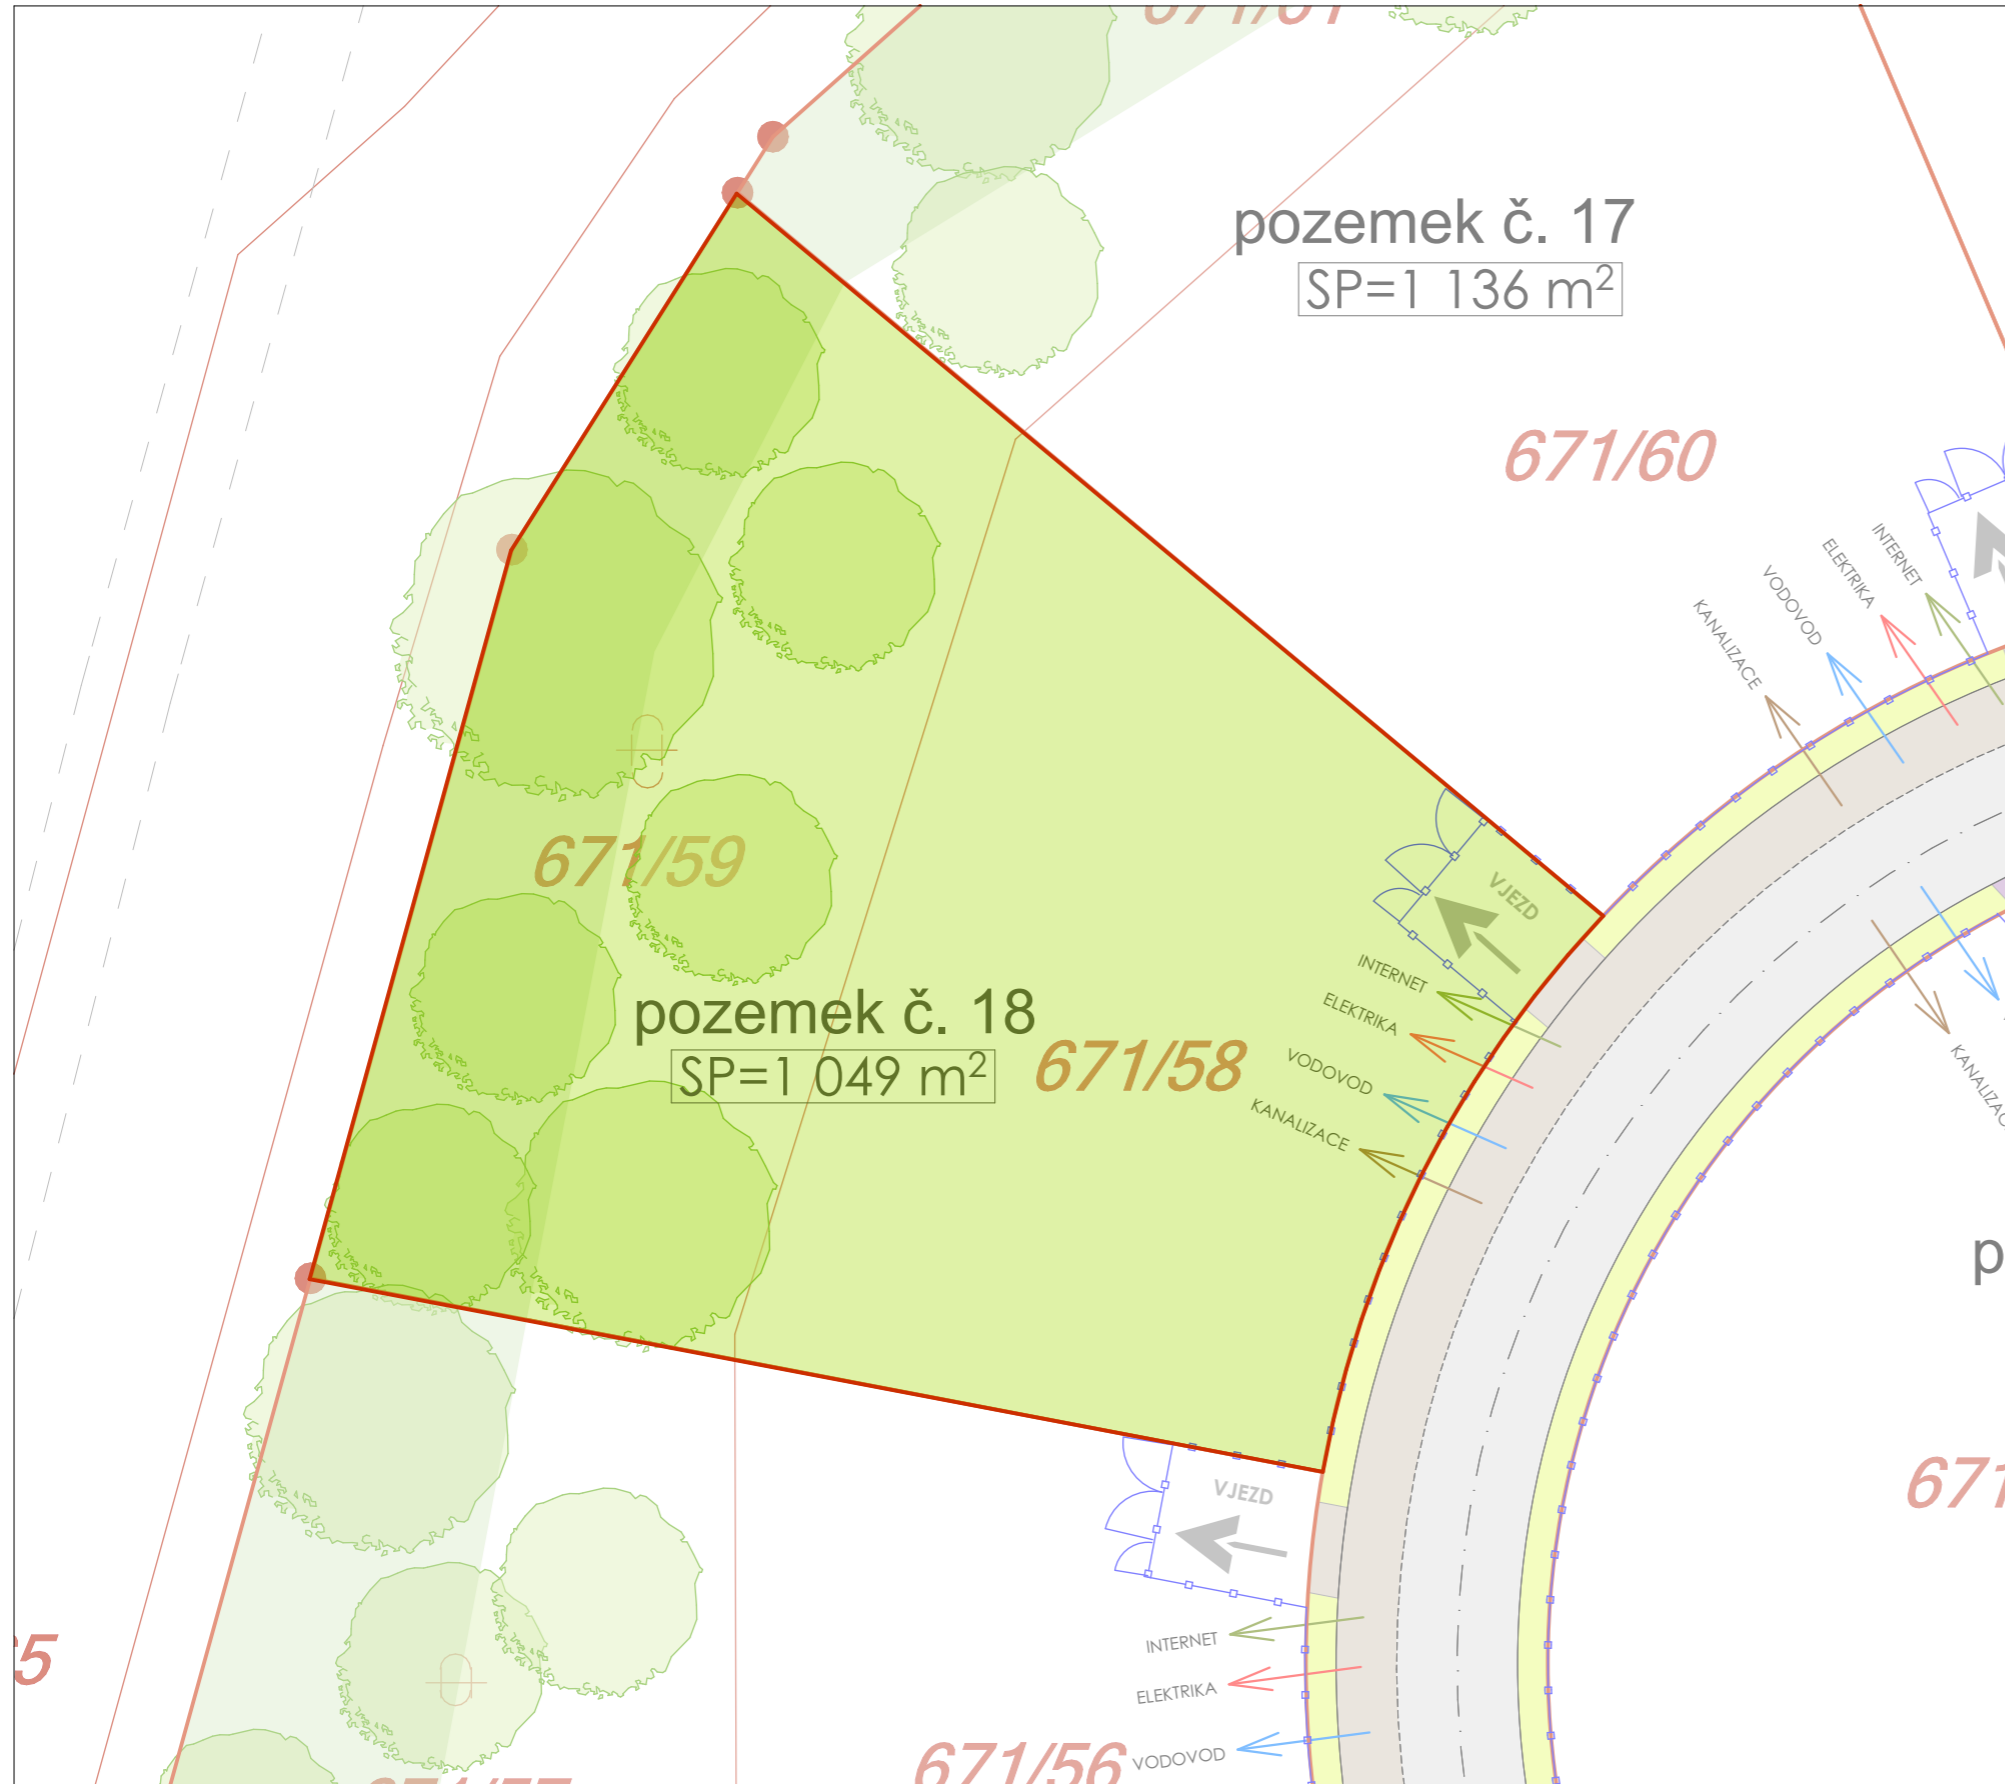 pozemek č. 17
SP=1 136 m²
671/60
INTERNET
ELEKTRIKA
VODOVOD
KANALIZACE
671/59
VJEZD
INTERNET
ELEKTRIKA
VODOVOD
KANALIZACE
pozemek č. 18
SP=1 049 m²
671/58
VJEZD
INTERNET
ELEKTRIKA
VODOVOD
671/56